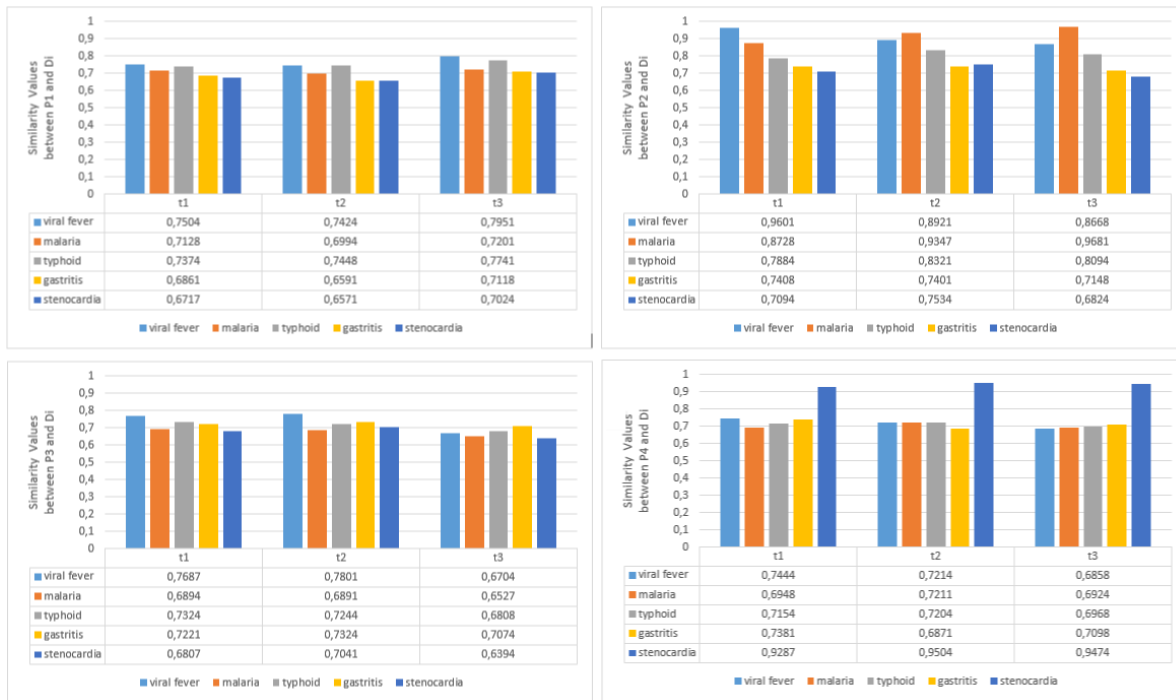 Similarity Values
between P1 and Di
1
0,9
0,8
0,7
0,6
0,5
0,4
0,3
0,2
0,1
0
t1 t2 t3
viral fever 0,7504 0,7424 0,7951
malaria 0,7128 0,6994 0,7201
typhoid 0,7374 0,7448 0,7741
gastritis 0,6861 0,6591 0,7118
stenocardia 0,6717 0,6571 0,7024
viral fever malaria typhoid gastritis stenocardia
Similarity Values
between P2 and Di
1
0,9
0,8
0,7
0,6
0,5
0,4
0,3
0,2
0,1
0
t1 t2 t3
viral fever 0,9601 0,8921 0,8668
malaria 0,8728 0,9347 0,9681
typhoid 0,7884 0,8321 0,8094
gastritis 0,7408 0,7401 0,7148
stenocardia 0,7094 0,7534 0,6824
viral fever malaria typhoid gastritis stenocardia
Similarity Values
between P3 and Di
1
0,9
0,8
0,7
0,6
0,5
0,4
0,3
0,2
0,1
0
t1 t2 t3
viral fever 0,7687 0,7801 0,6704
malaria 0,6894 0,6891 0,6527
typhoid 0,7324 0,7244 0,6808
gastritis 0,7221 0,7324 0,7074
stenocardia 0,6807 0,7041 0,6394
viral fever malaria typhoid gastritis stenocardia
Similarity Values
between P4 and Di
1
0,9
0,8
0,7
0,6
0,5
0,4
0,3
0,2
0,1
0
t1 t2 t3
viral fever 0,7444 0,7214 0,6858
malaria 0,6948 0,7211 0,6924
typhoid 0,7154 0,7204 0,6968
gastritis 0,7381 0,6871 0,7098
stenocardia 0,9287 0,9504 0,9474
viral fever malaria typhoid gastritis stenocardia